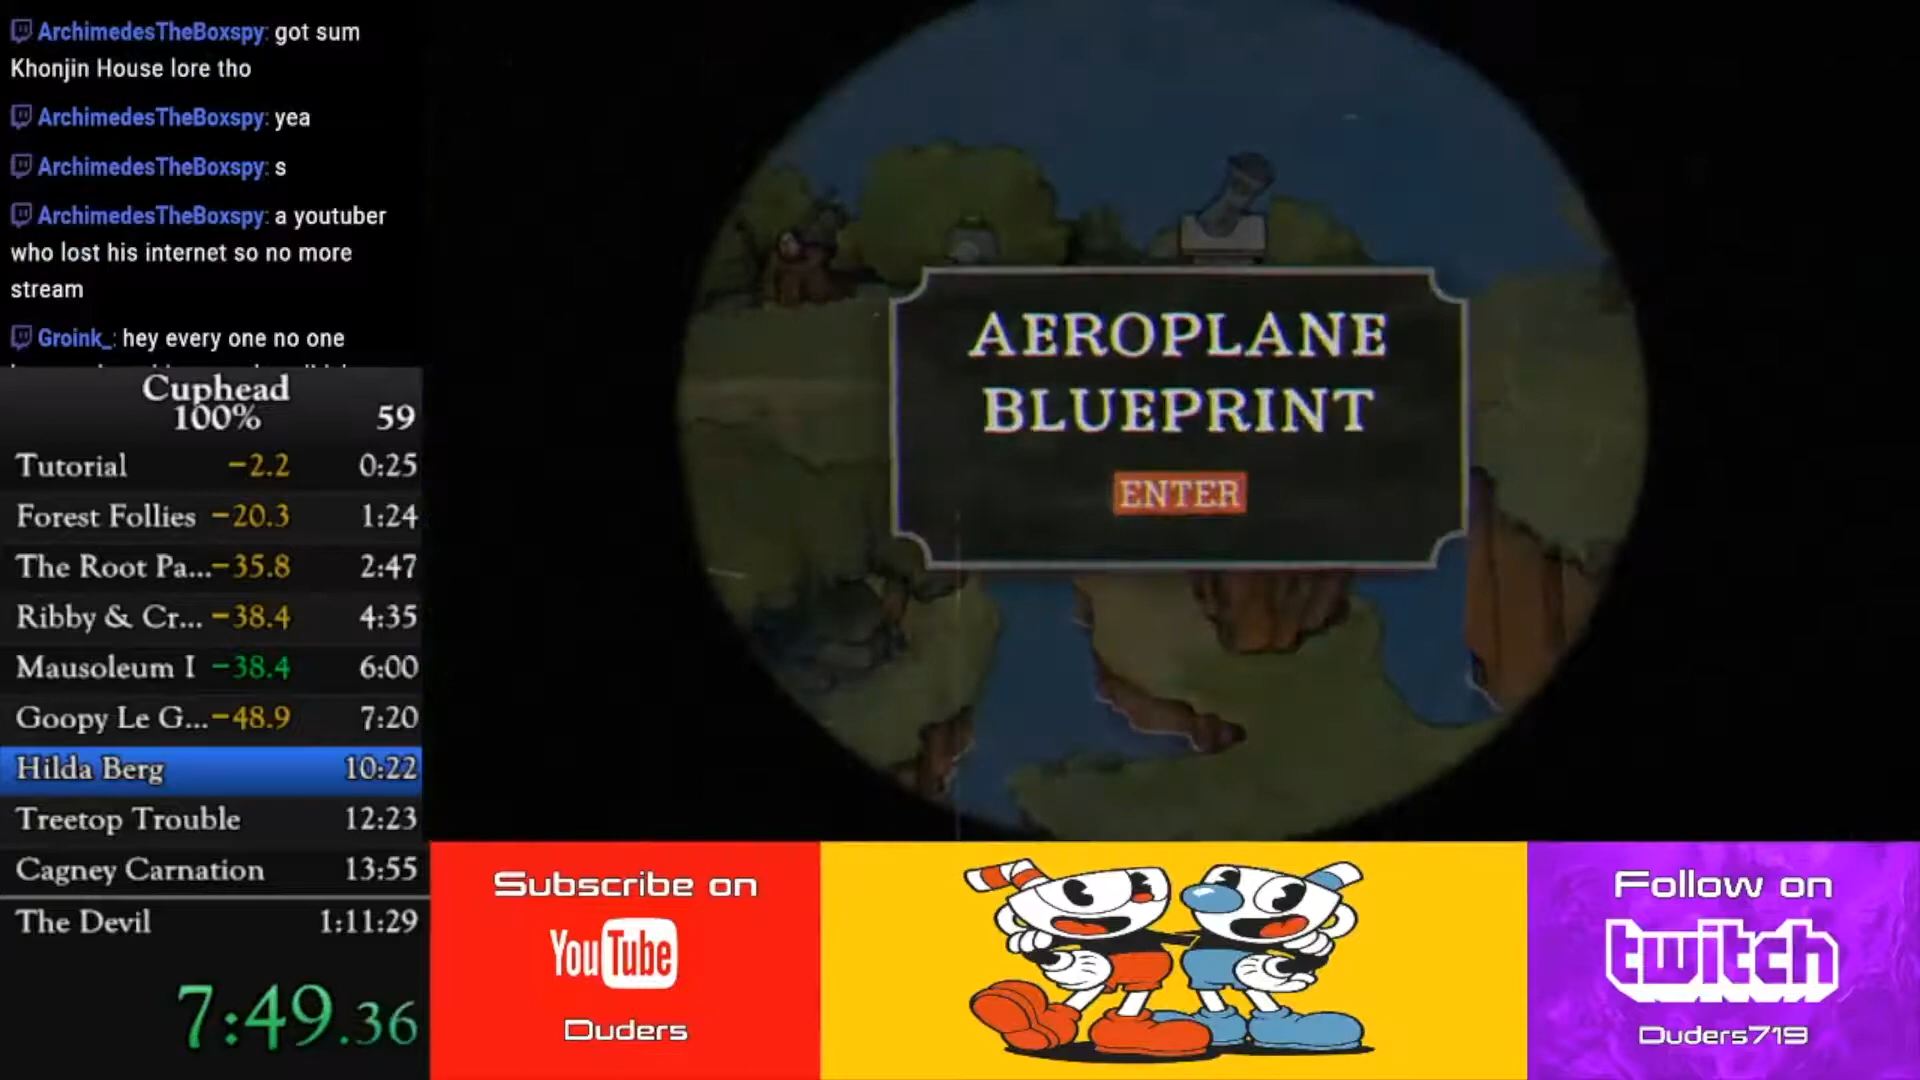 ArchimedesTheBoxspy: got sum
Khonjin House lore tho
ArchimedesTheBoxspy: yea
ArchimedesTheBoxspy: s
ArchimedesTheBoxspy: a youtuber
who lost his internet so no more
stream
Groink_: hey every one no one
Cuphead
100% 59
Tutorial −2.2 0:25
Forest Follies −20.3 1:24
The Root Pa...−35.8 2:47
Ribby & Cr... −38.4 4:35
Mausoleum I −38.4 6:00
Goopy Le G...−48.9 7:20
Hilda Berg 10:22
Treetop Trouble 12:23
Cagney Carnation 13:55
The Devil 1:11:29
7:49.36
AEROPLANE
BLUEPRINT
ENTER
Subscribe on
YouTube
Duders
Follow on
twitch
Duders719